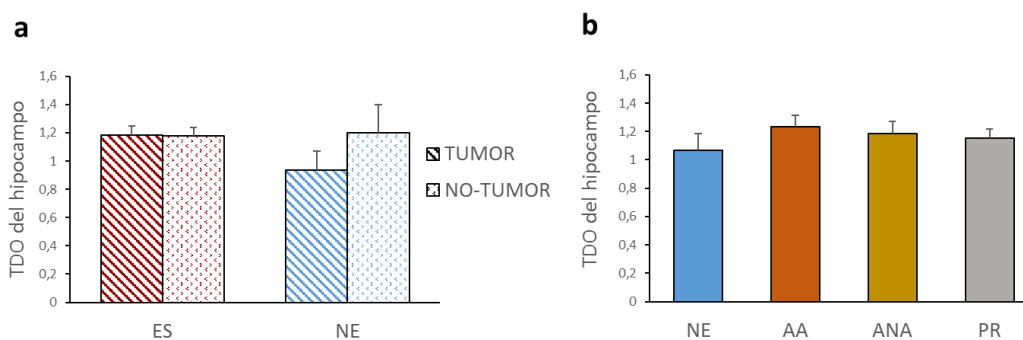 a
TDO del hipocampo
1,6
1,4
1,2
1
0,8
0,6
0,4
0,2
0
ES NE
TUMOR
NO-TUMOR
b
TDO del hipocampo
1,6
1,4
1,2
1
0,8
0,6
0,4
0,2
0
NE AA ANA PR